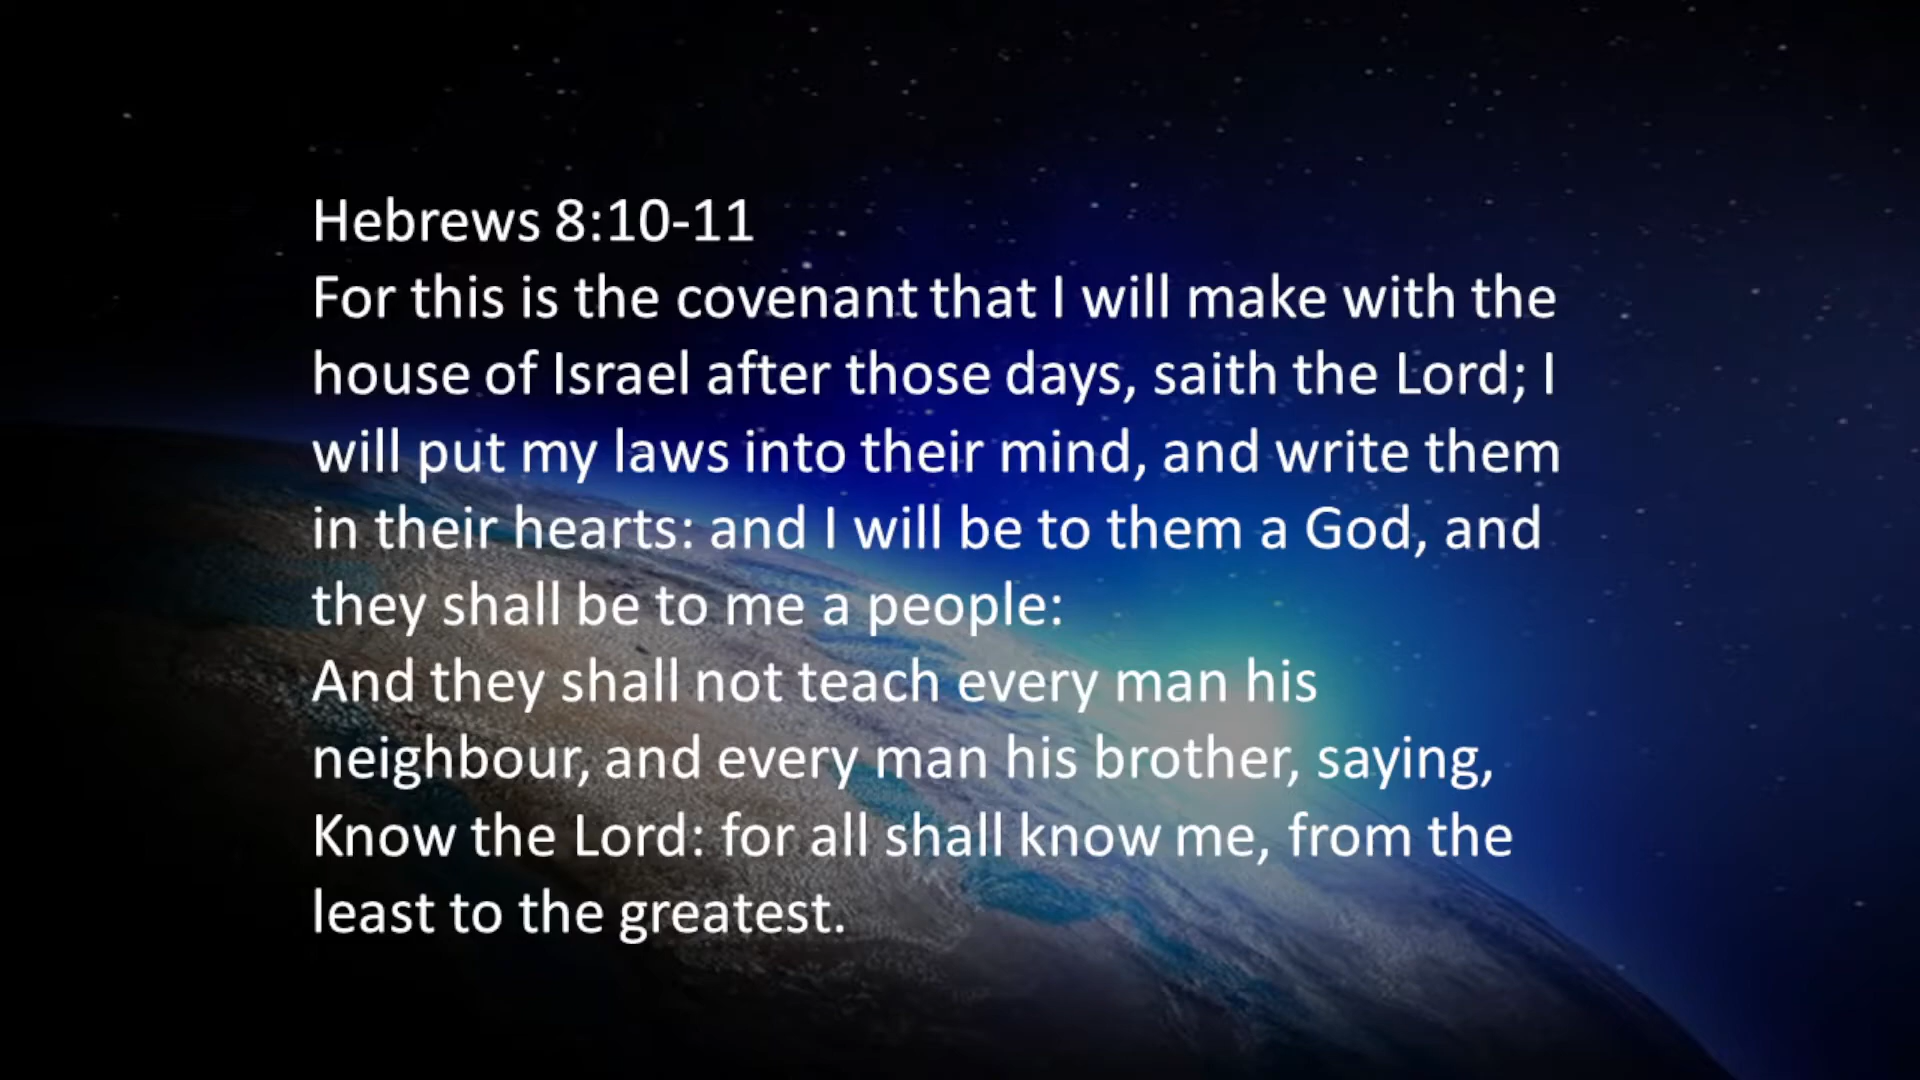 Hebrews 8:10-11
For this is the covenant that I will make with the
house of Israel after those days, saith the Lord; I
will put my laws into their mind, and write them
in their hearts: and I will be to them a God, and
they shall be to me a people:
And they shall not teach every man his
neighbour, and every man his brother, saying,
Know the Lord: for all shall know me, from the
least to the greatest.